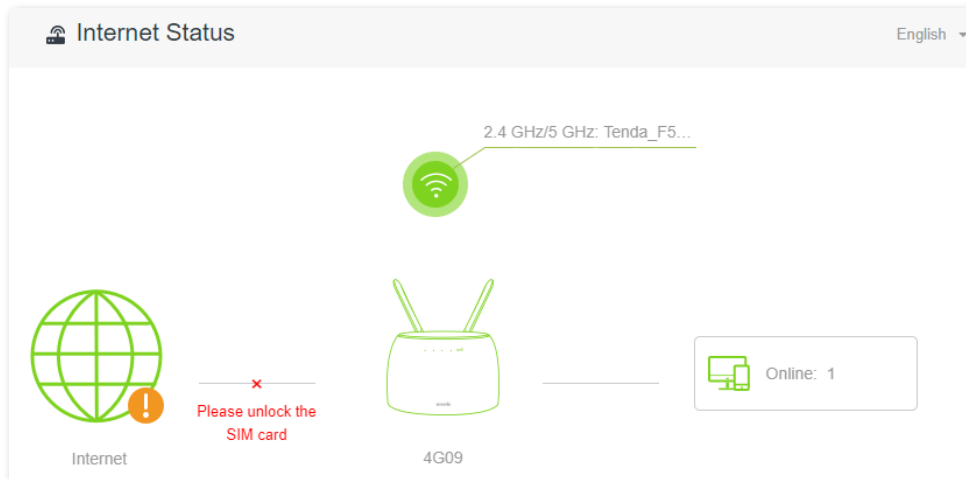 Internet Status
English
2.4 GHz/5 GHz: Tenda_F5...
Please unlock the
SIM card
Online: 1
Internet
4G09